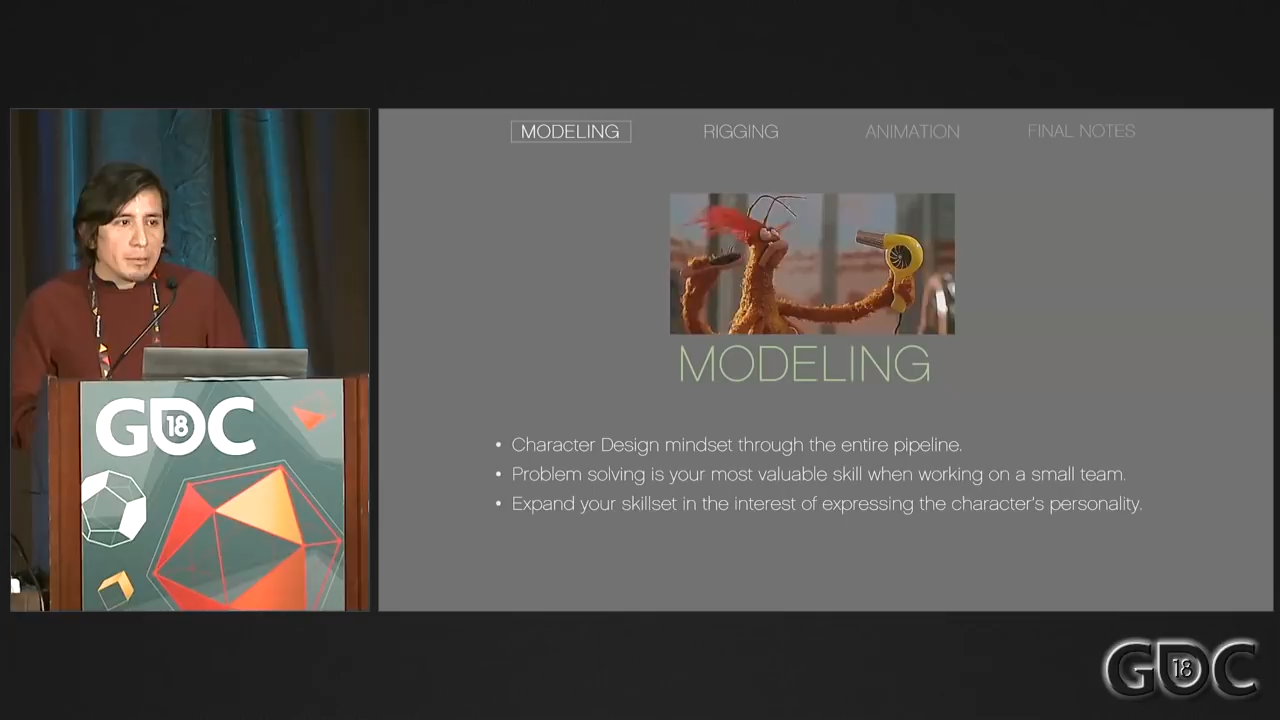 MODELING RIGGING ANIMATION FINAL NOTES
MODELING
• Character Design mindset through the entire pipeline.
• Problem solving is your most valuable skill when working on a small team.
• Expand your skillset in the interest of expressing the character's personality.
GDC 18
GDC 18